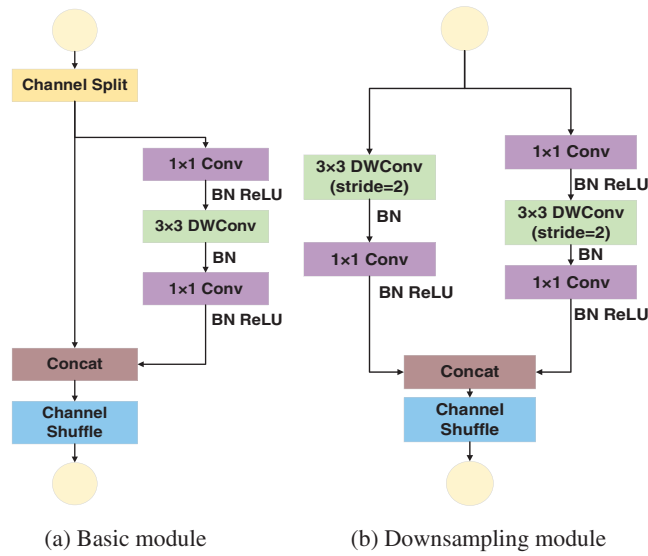 Channel Split
1×1 Conv
BN ReLU
3×3 DWConv
BN
1×1 Conv
BN ReLU
Concat
Channel
Shuffle
(a) Basic module
3×3 DWConv
(stride=2)
BN
1×1 Conv
BN ReLU
1×1 Conv
BN ReLU
3×3 DWConv
(stride=2)
BN
1×1 Conv
BN ReLU
Concat
Channel
Shuffle
(b) Downsampling module